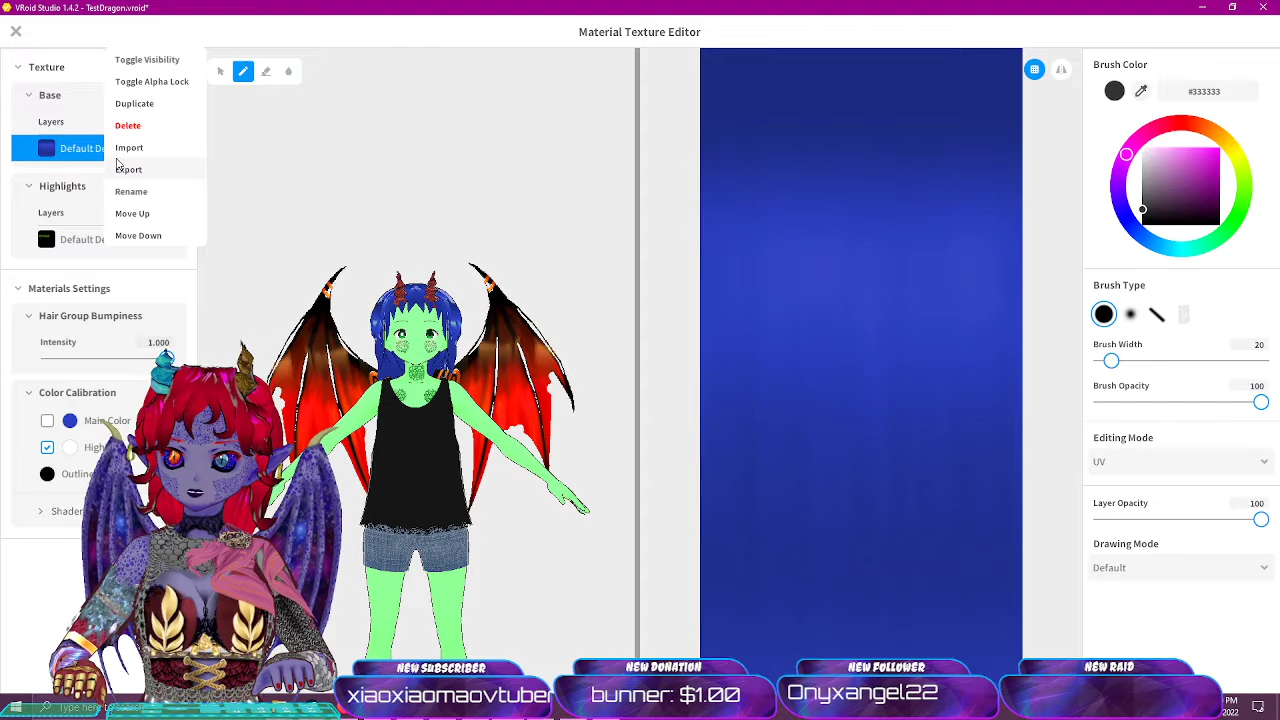 VRoid Studio 1.4.2 - TestDragon.vroid*
Material Texture Editor
Texture
Base
Layers
Default De
Highlights
Layers
Default De
Toggle Visibility
Toggle Alpha Lock
Duplicate
Delete
Import
Export
Rename
Move Up
Move Down
Materials Settings
Hair Group Bumpiness
Intensity 1.000
Color Calibration
Main Color
High
Outline
Shader
Brush Color
#333333
Brush Type
Brush Width 20
Brush Opacity 100
Editing Mode
UV
Layer Opacity 100
Drawing Mode
Default
NEW SUBSCRIBER
xiaoxiaomaovtuber
NEW DONATION
bunner: $1.00
NEW FOLLOWER
Onyxangel22
NEW RAID
Type here
PM
2022